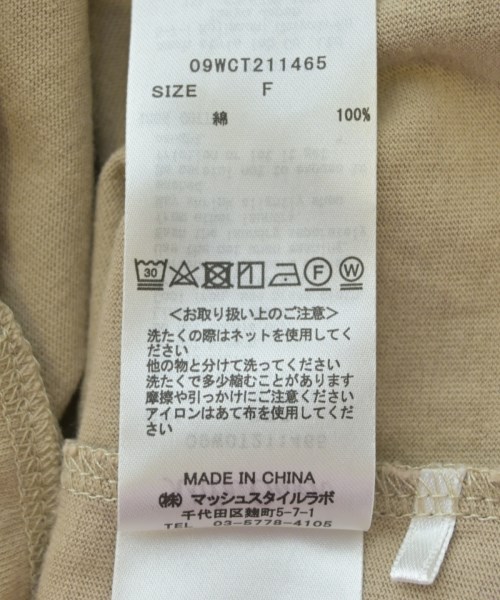 09WCT211465
SIZE F
綿 100%
30 F W
<お取り扱い上のご注意>
洗たくの際はネットを使用してく
ださい
他の物と分けて洗ってください
洗たくで多少縮むことがあります
摩擦や引っかけにご注意ください
アイロンはあて布を使用してくだ
さい
MADE IN CHINA
(株) マッシュスタイルラボ
千代田区麹町5-7-1
TEL 03-5778-4105